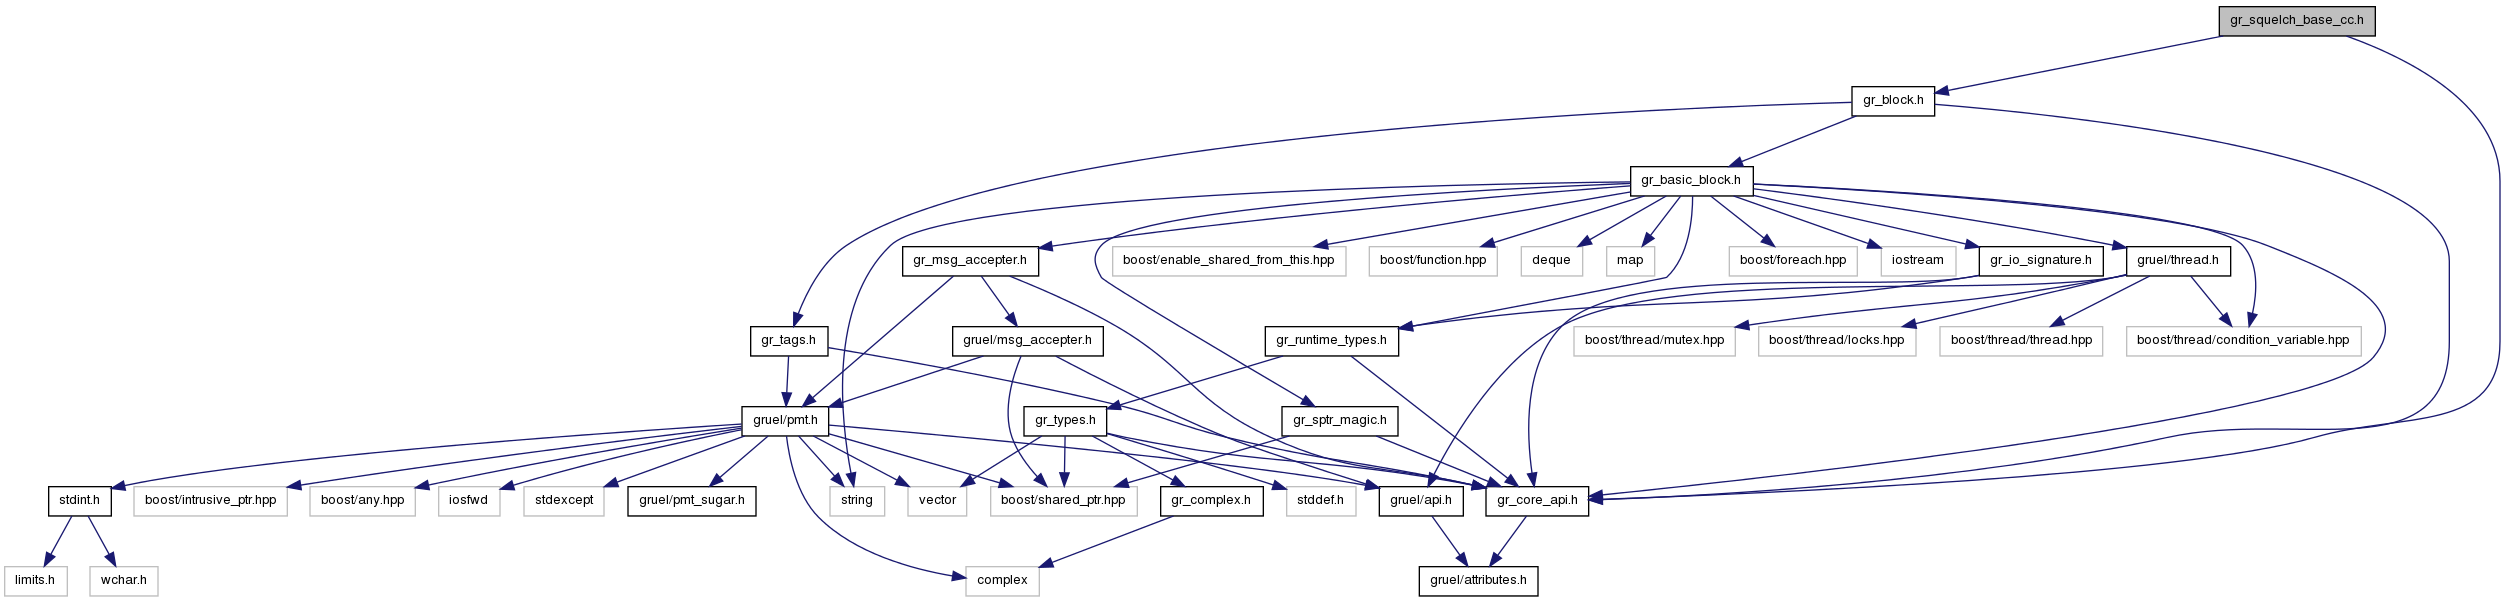 gr_squelch_base_cc.h
gr_block.h
gr_basic_block.h
gr_msg_accepter.h
boost/enable_shared_from_this.hpp
boost/function.hpp
deque
map
boost/foreach.hpp
iostream
gr_io_signature.h
gruel/thread.h
gr_tags.h
gruel/msg_accepter.h
gr_runtime_types.h
boost/thread/mutex.hpp
boost/thread/locks.hpp
boost/thread/thread.hpp
boost/thread/condition_variable.hpp
gruel/pmt.h
gr_types.h
gr_sptr_magic.h
stdint.h
boost/intrusive_ptr.hpp
boost/any.hpp
iosfwd
stdexcept
gruel/pmt_sugar.h
string
vector
boost/shared_ptr.hpp
gr_complex.h
stddef.h
gruel/api.h
gr_core_api.h
limits.h
wchar.h
complex
gruel/attributes.h